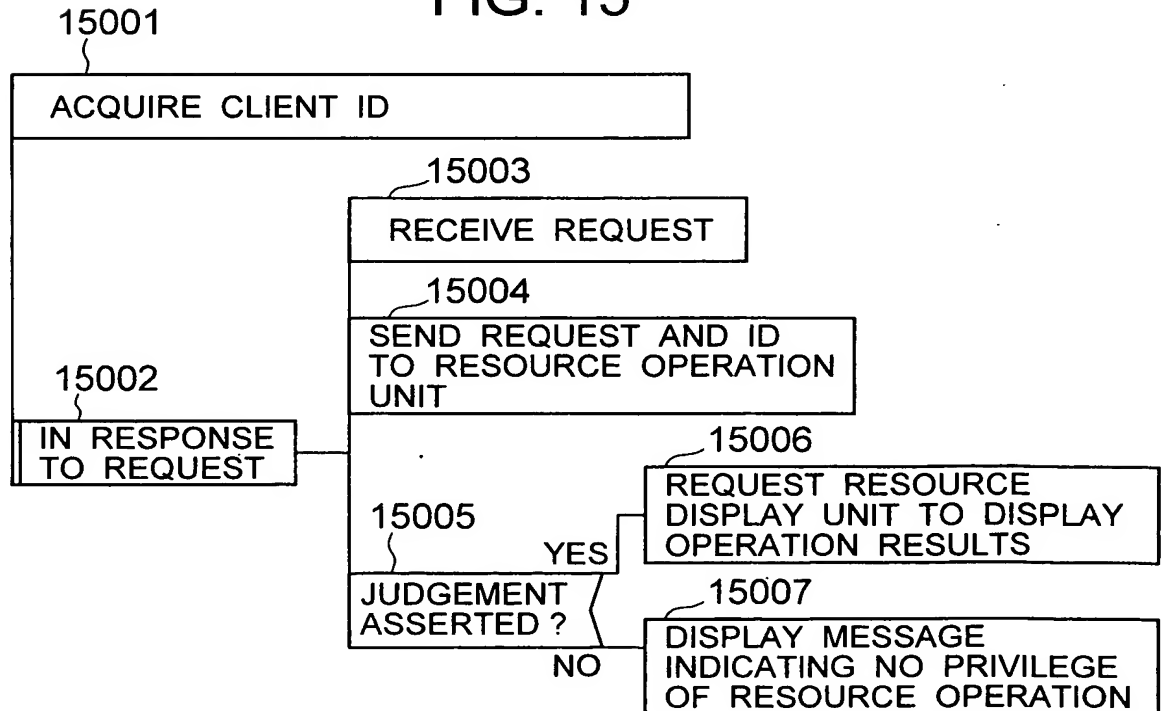 FIG. 15
15001
ACQUIRE CLIENT ID
15003
RECEIVE REQUEST
15004
SEND REQUEST AND ID
TO RESOURCE OPERATION
UNIT
15002
IN RESPONSE
TO REQUEST
15005
JUDGEMENT
ASSERTED ?
YES
NO
15006
REQUEST RESOURCE
DISPLAY UNIT TO DISPLAY
OPERATION RESULTS
15007
DISPLAY MESSAGE
INDICATING NO PRIVILEGE
OF RESOURCE OPERATION